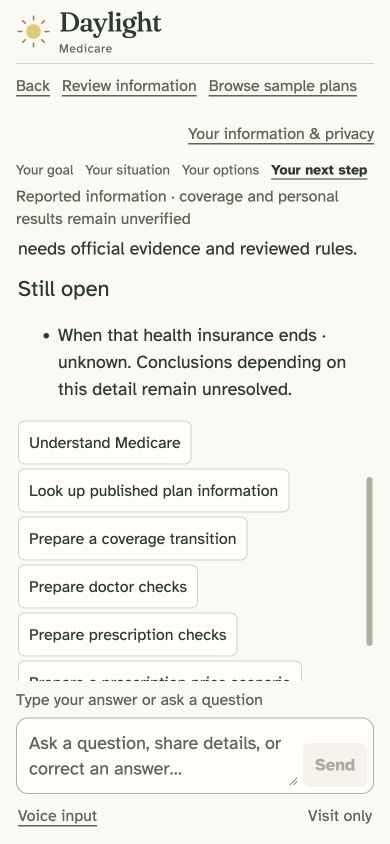 Daylight
Medicare
Back Review information Browse sample plans
Your information & privacy
Your goal Your situation Your options Your next step
Reported information · coverage and personal
results remain unverified
needs official evidence and reviewed rules.
Still open
• When that health insurance ends ·
unknown. Conclusions depending on
this detail remain unresolved.
Understand Medicare
Look up published plan information
Prepare a coverage transition
Prepare doctor checks
Prepare prescription checks
Prepare a prescription price scenario
Type your answer or ask a question
Ask a question, share details, or
correct an answer...
Send
Voice input Visit only